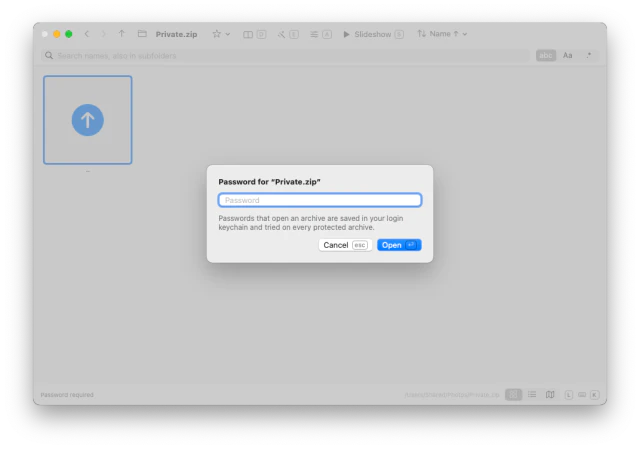 Private.zip
D
E
A
Slideshow S
Name
Search names, also in subfolders
abc
Aa
.*
..
Password for “Private.zip”
Password
Passwords that open an archive are saved in your login
keychain and tried on every protected archive.
Cancel esc
Open
Password required
L
K